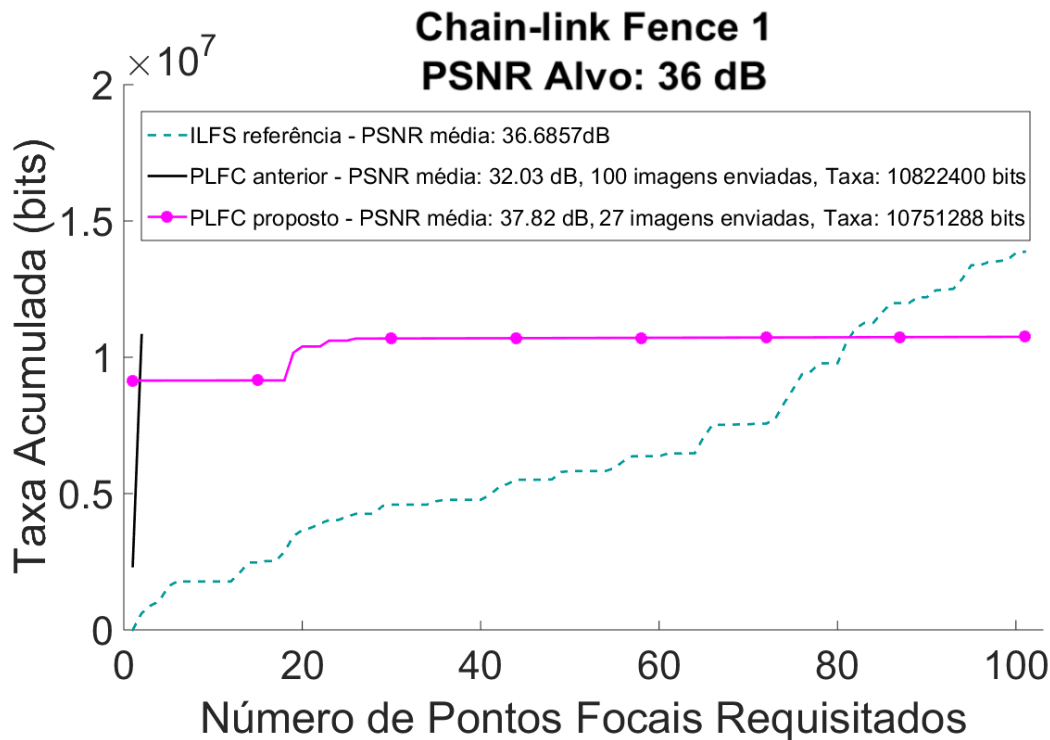 Chain-link Fence 1
PSNR Alvo: 36 dB
×10^7
2
ILFS referência - PSNR média: 36.6857dB
PLFC anterior - PSNR média: 32.03 dB, 100 imagens enviadas, Taxa: 10822400 bits
PLFC proposto - PSNR média: 37.82 dB, 27 imagens enviadas, Taxa: 10751288 bits
1.5
1
0.5
0
Taxa Acumulada (bits)
0 20 40 60 80 100
Número de Pontos Focais Requisitados